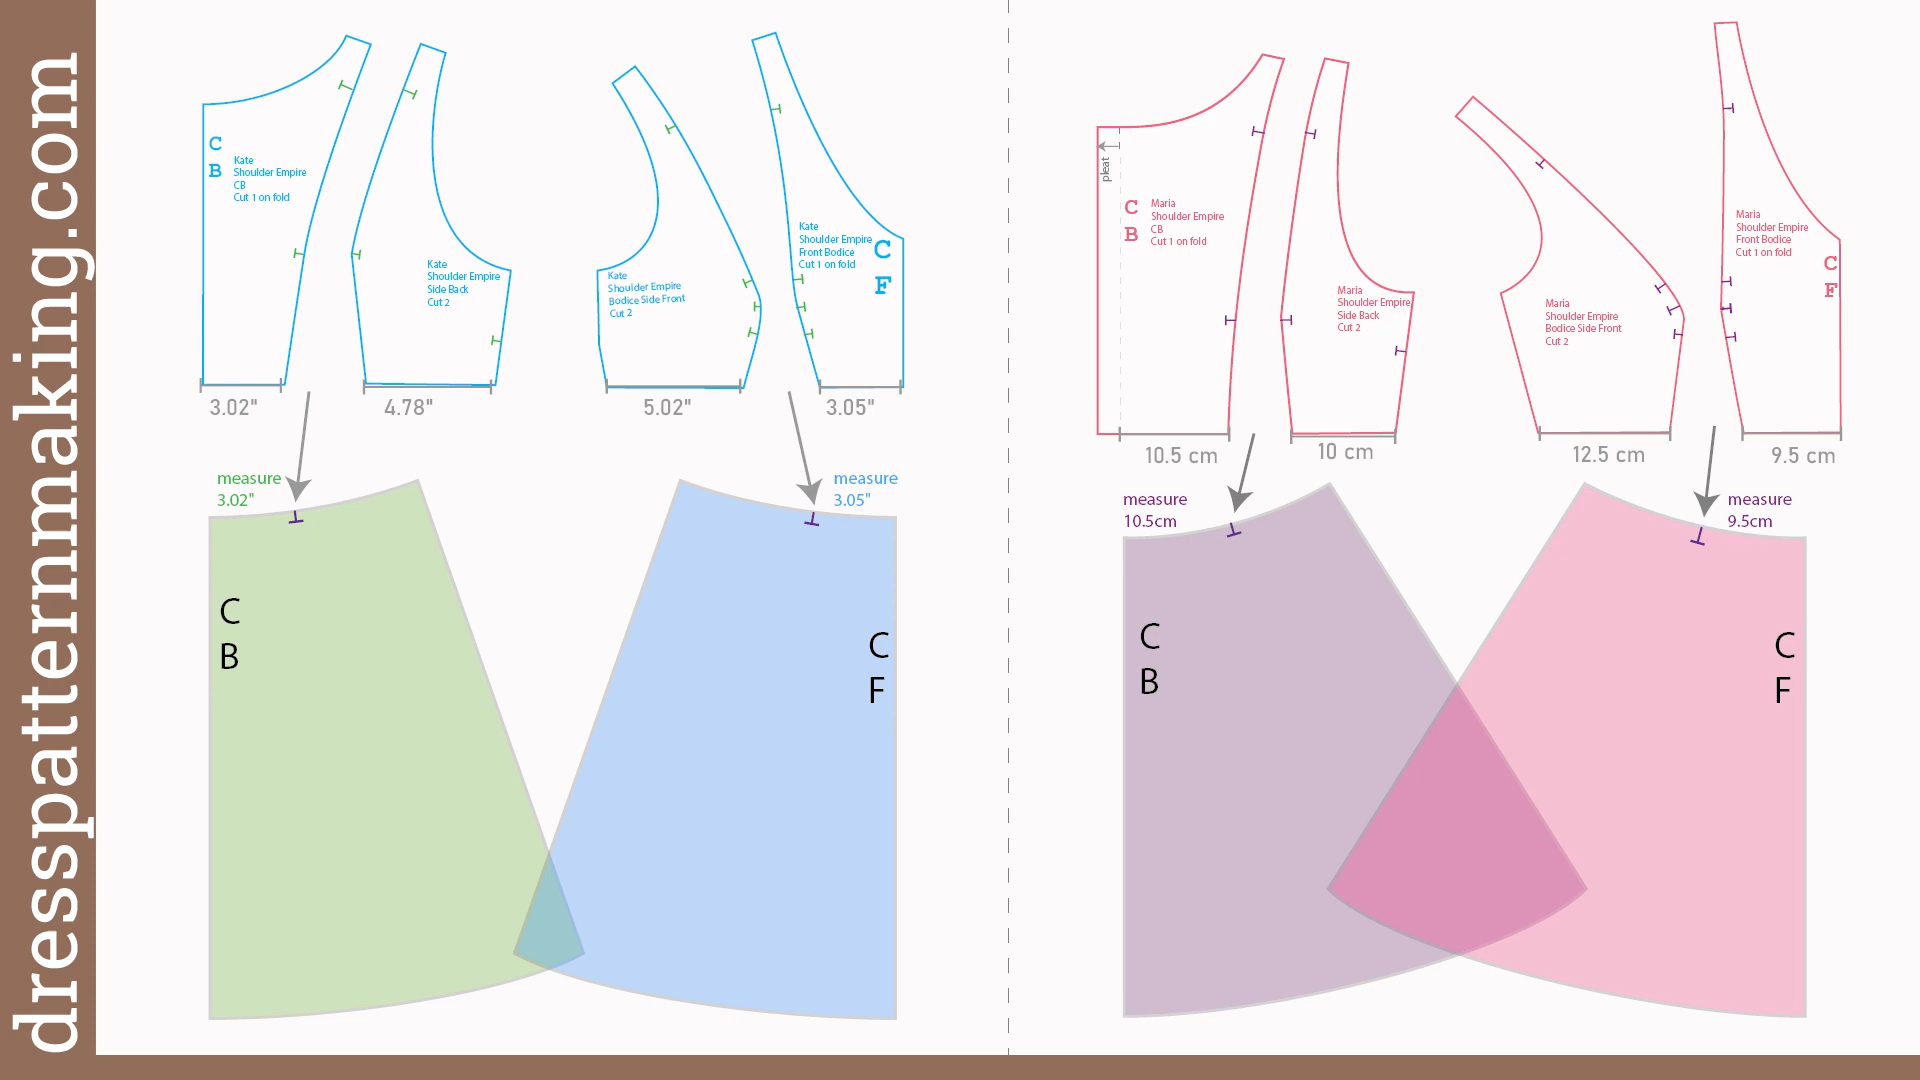 dresspatternmaking.com
C
B
Kate
Shoulder Empire
CB
Cut 1 on fold
Kate
Shoulder Empire
Side Back
Cut 2
Kate
Shoulder Empire
Bodice Side Front
Cut 2
Kate
Shoulder Empire
Front Bodice
Cut 1 on fold
C
F
3.02"
4.78"
5.02"
3.05"
measure
3.02"
measure
3.05"
C
B
C
F
pleat
C
B
Maria
Shoulder Empire
CB
Cut 1 on fold
Maria
Shoulder Empire
Side Back
Cut 2
Maria
Shoulder Empire
Bodice Side Front
Cut 2
Maria
Shoulder Empire
Front Bodice
Cut 1 on fold
C
F
10.5 cm
10 cm
12.5 cm
9.5 cm
measure
10.5cm
measure
9.5cm
C
B
C
F